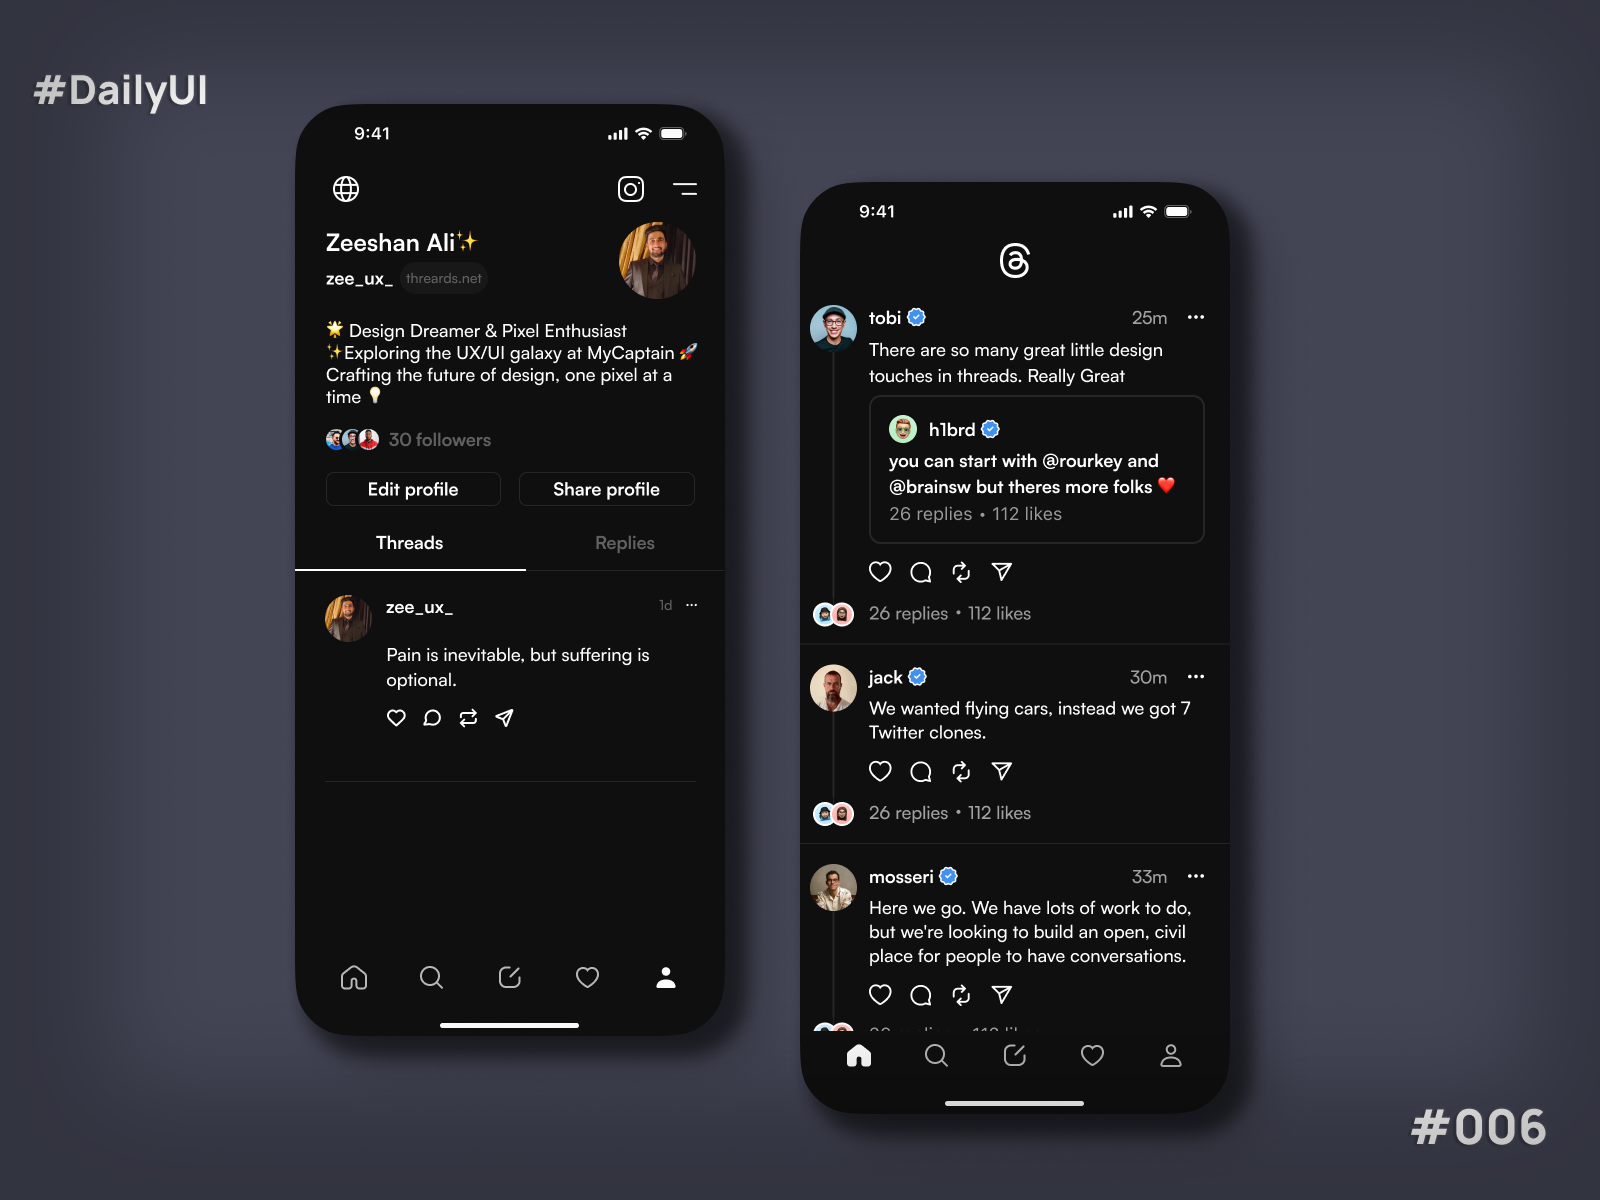 #DailyUI
9:41
Zeeshan Ali✨
zee_ux_ threards.net
🌟 Design Dreamer & Pixel Enthusiast
✨Exploring the UX/UI galaxy at MyCaptain 🚀
Crafting the future of design, one pixel at a
time 💡
30 followers
Edit profile Share profile
Threads Replies
zee_ux_ 1d
Pain is inevitable, but suffering is
optional.
9:41
tobi 25m
There are so many great little design
touches in threads. Really Great
h1brd
you can start with @rourkey and
@brainsw but theres more folks ❤️
26 replies • 112 likes
26 replies • 112 likes
jack 30m
We wanted flying cars, instead we got 7
Twitter clones.
26 replies • 112 likes
mosseri 33m
Here we go. We have lots of work to do,
but we're looking to build an open, civil
place for people to have conversations.
#006